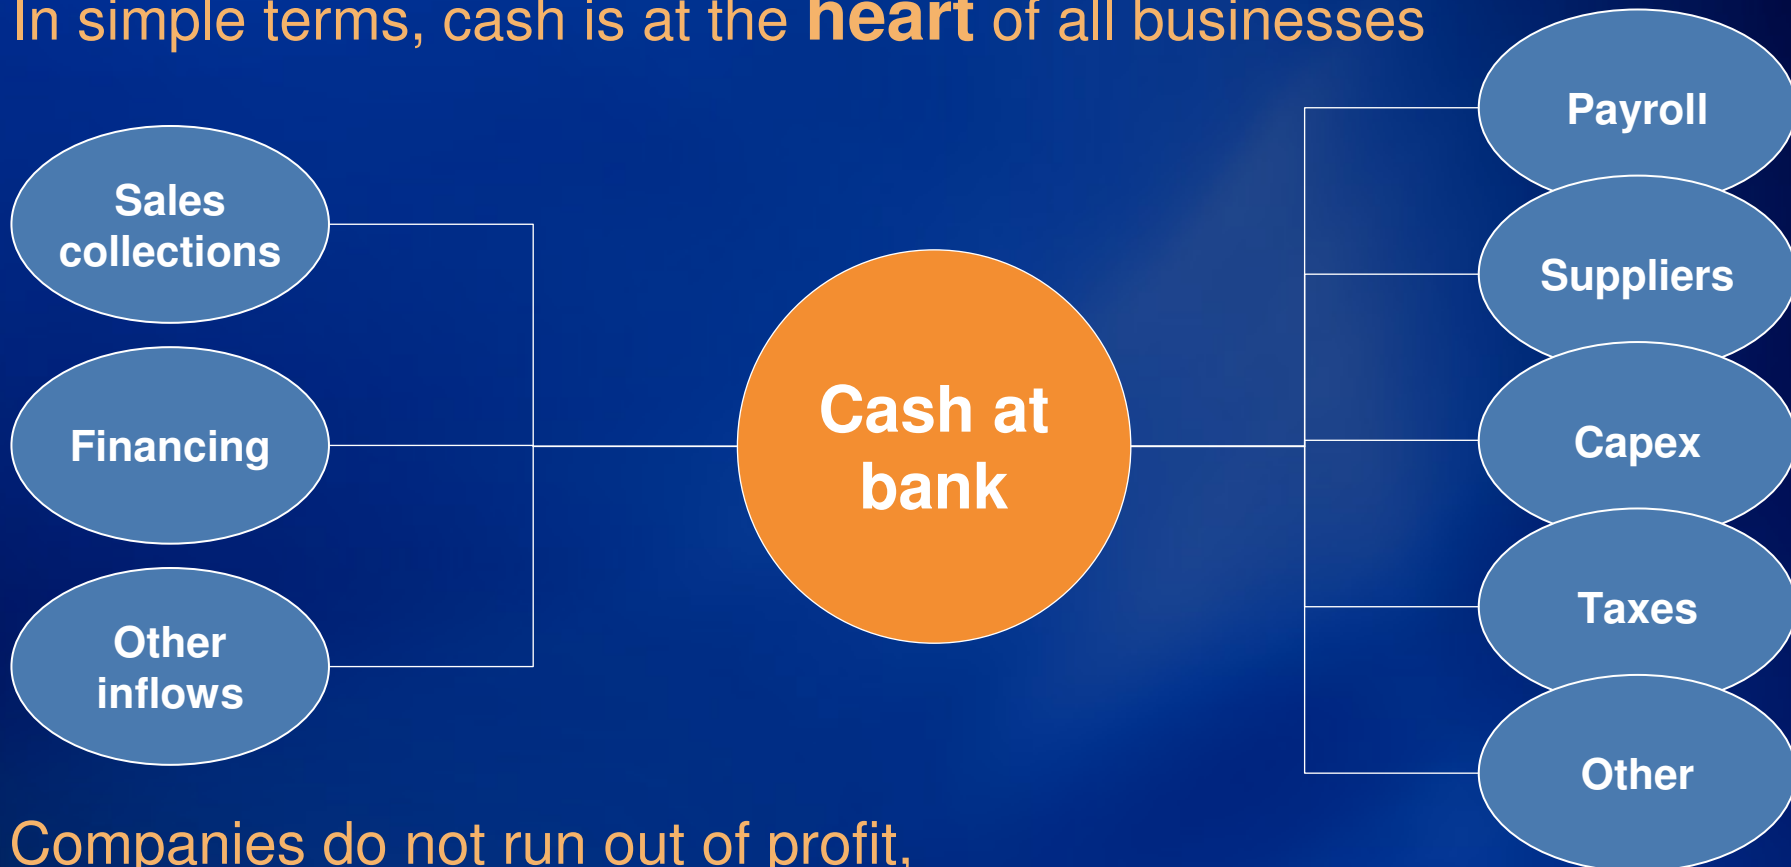 In simple terms, cash is at the heart of all businesses
Sales
collections
Financing
Other
inflows
Cash at
bank
Payroll
Suppliers
Capex
Taxes
Other
Companies do not run out of profit,